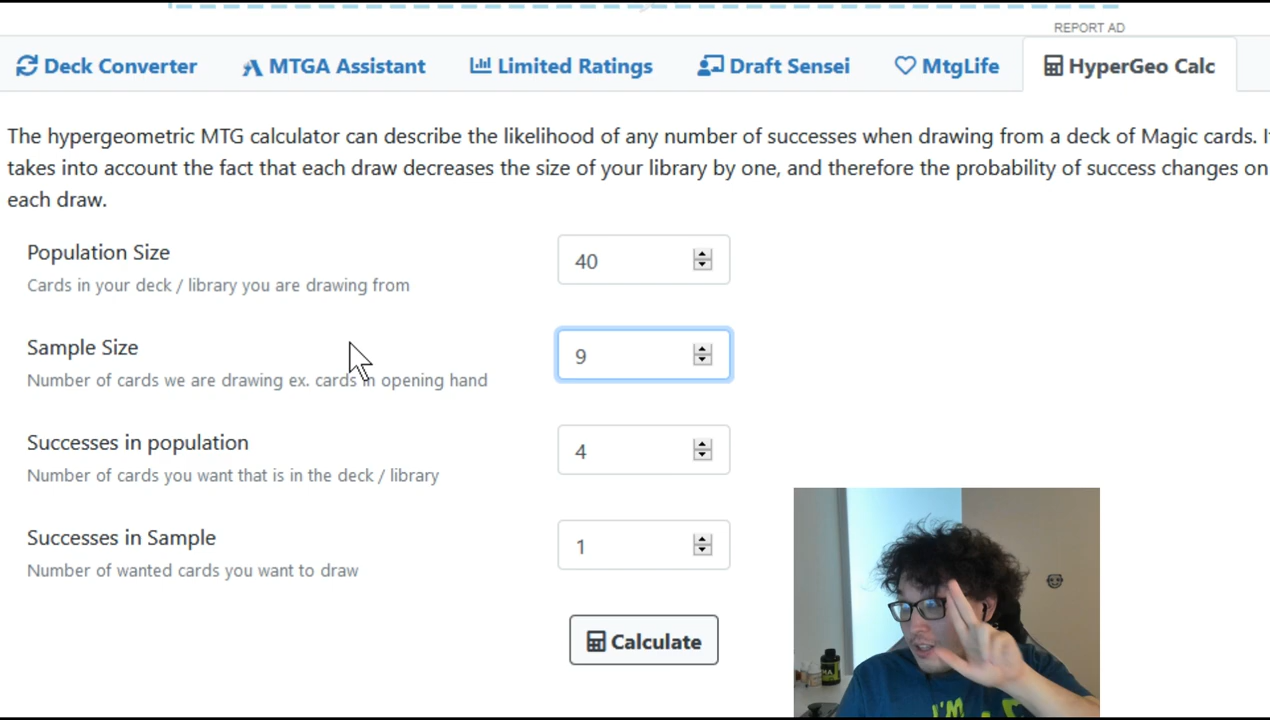 REPORT AD
Deck Converter MTGA Assistant Limited Ratings Draft Sensei MtgLife HyperGeo Calc
The hypergeometric MTG calculator can describe the likelihood of any number of successes when drawing from a deck of Magic cards. I
takes into account the fact that each draw decreases the size of your library by one, and therefore the probability of success changes on
each draw.
Population Size
Cards in your deck / library you are drawing from
40
Sample Size
Number of cards we are drawing ex. cards in opening hand
9
Successes in population
Number of cards you want that is in the deck / library
4
Successes in Sample
Number of wanted cards you want to draw
1
Calculate
I'M